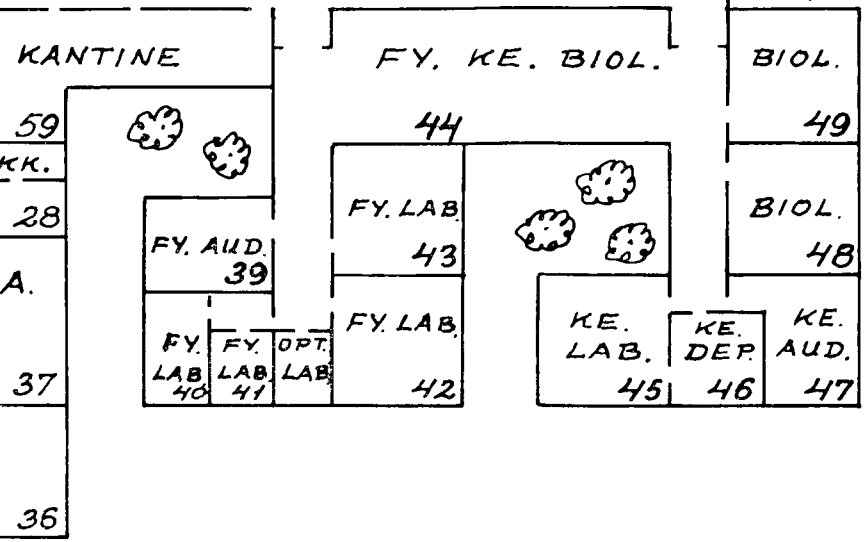 KANTINE
FY. KE. BIOL.
BIOL.
59
44
49
KK.
28
FY. LAB.
43
BIOL.
48
FY. AUD.
39
A.
37
FY.
LAB.
40
FY.
LAB.
41
OPT.
LAB.
FY. LAB.
42
KE.
LAB.
45
KE.
DEP.
46
KE.
AUD.
47
36